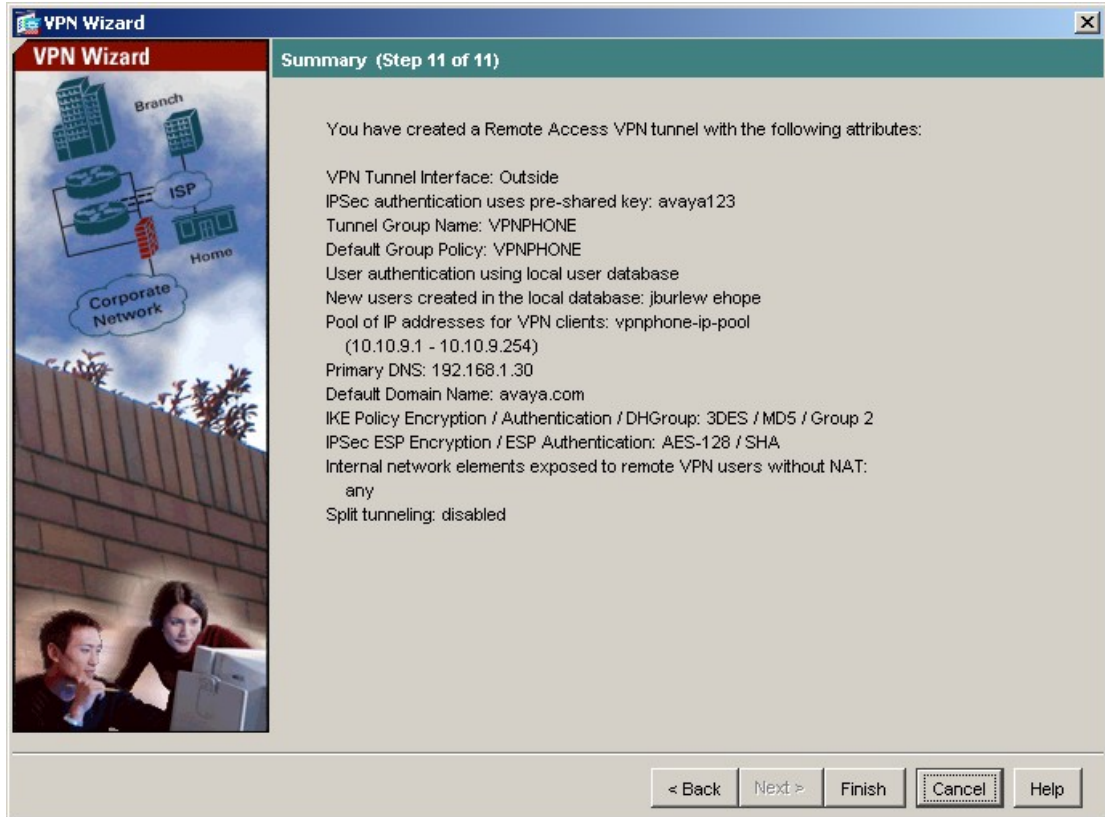 VPN Wizard
VPN Wizard
Summary (Step 11 of 11)
Branch
ISP
Home
Corporate
Network
You have created a Remote Access VPN tunnel with the following attributes:
VPN Tunnel Interface: Outside
IPSec authentication uses pre-shared key: avaya123
Tunnel Group Name: VPNPHONE
Default Group Policy: VPNPHONE
User authentication using local user database
New users created in the local database: jburlew ehope
Pool of IP addresses for VPN clients: vpnphone-ip-pool
(10.10.9.1 - 10.10.9.254)
Primary DNS: 192.168.1.30
Default Domain Name: avaya.com
IKE Policy Encryption / Authentication / DHGroup: 3DES / MD5 / Group 2
IPSec ESP Encryption / ESP Authentication: AES-128 / SHA
Internal network elements exposed to remote VPN users without NAT:
any
Split tunneling: disabled
< Back
Next >
Finish
Cancel
Help